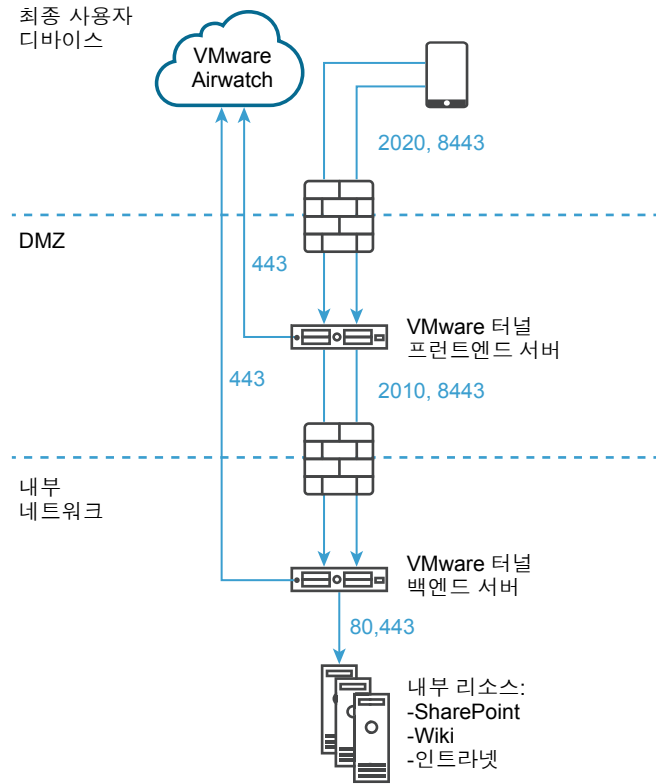 최종 사용자
디바이스
VMware
Airwatch
2020, 8443
DMZ
443
VMware 터널
프런트엔드 서버
443
2010, 8443
내부
네트워크
VMware 터널
백엔드 서버
80,443
내부 리소스:
-SharePoint
-Wiki
-인트라넷